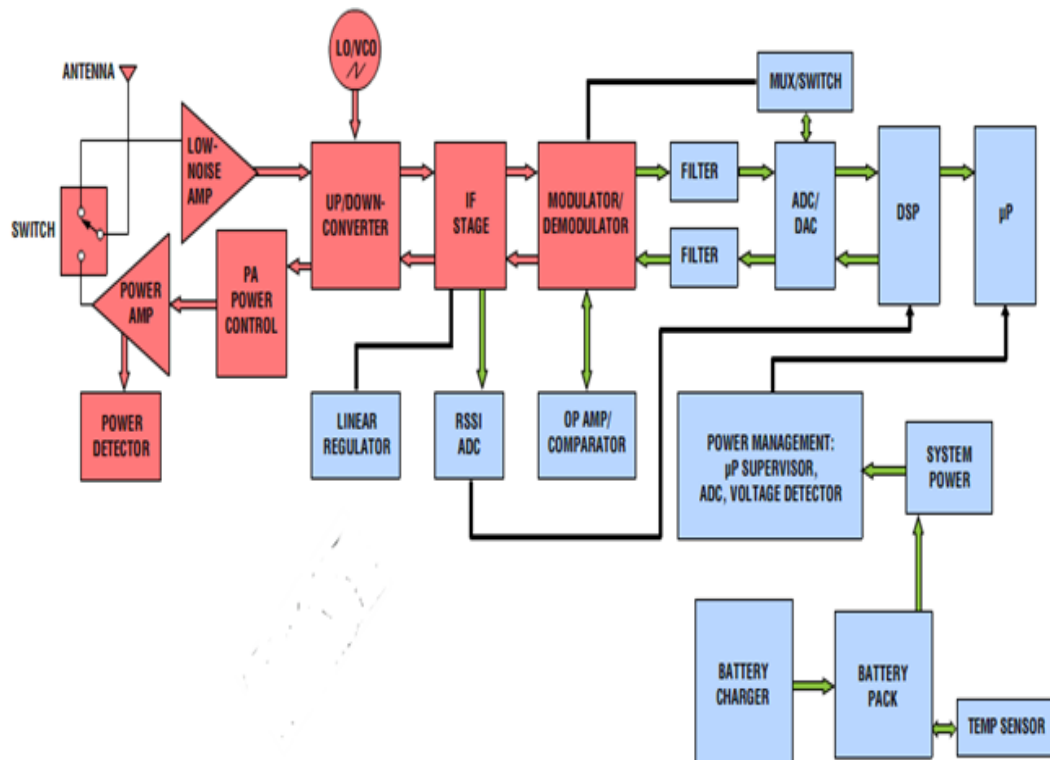 LO/VCO
ANTENNA
MUX/SWITCH
LOW-
NOISE
AMP
UP/DOWN-
CONVERTER
IF
STAGE
MODULATOR/
DEMODULATOR
FILTER
ADC/
DAC
DSP
µP
SWITCH
FILTER
POWER
AMP
PA
POWER
CONTROL
POWER
DETECTOR
LINEAR
REGULATOR
RSSI
ADC
OP AMP/
COMPARATOR
POWER MANAGEMENT:
µP SUPERVISOR,
ADC, VOLTAGE DETECTOR
SYSTEM
POWER
BATTERY
CHARGER
BATTERY
PACK
TEMP SENSOR